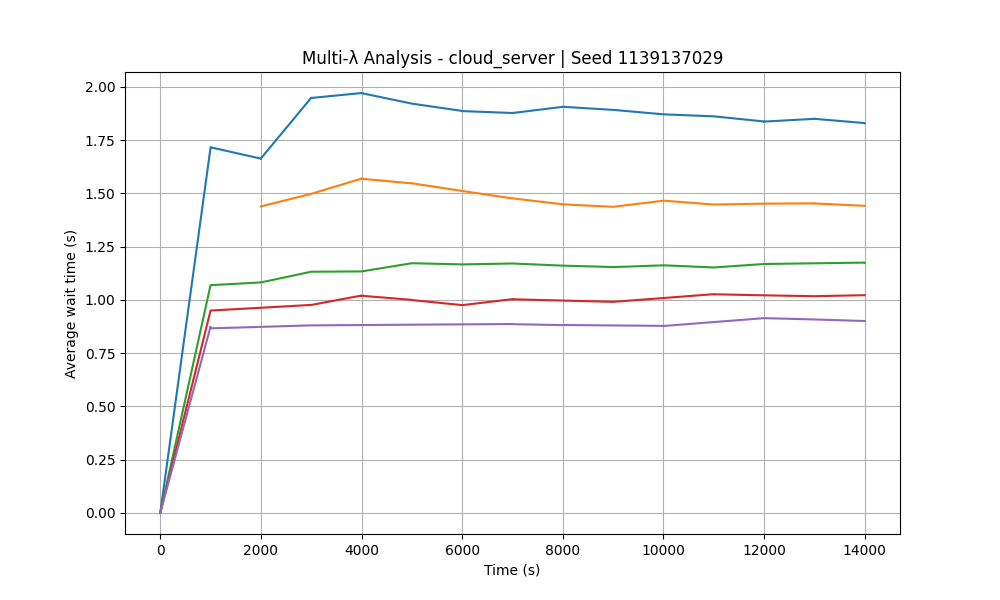 Multi-λ Analysis - cloud_server | Seed 1139137029
Average wait time (s)
2.00
1.75
1.50
1.25
1.00
0.75
0.50
0.25
0.00
0 2000 4000 6000 8000 10000 12000 14000
Time (s)